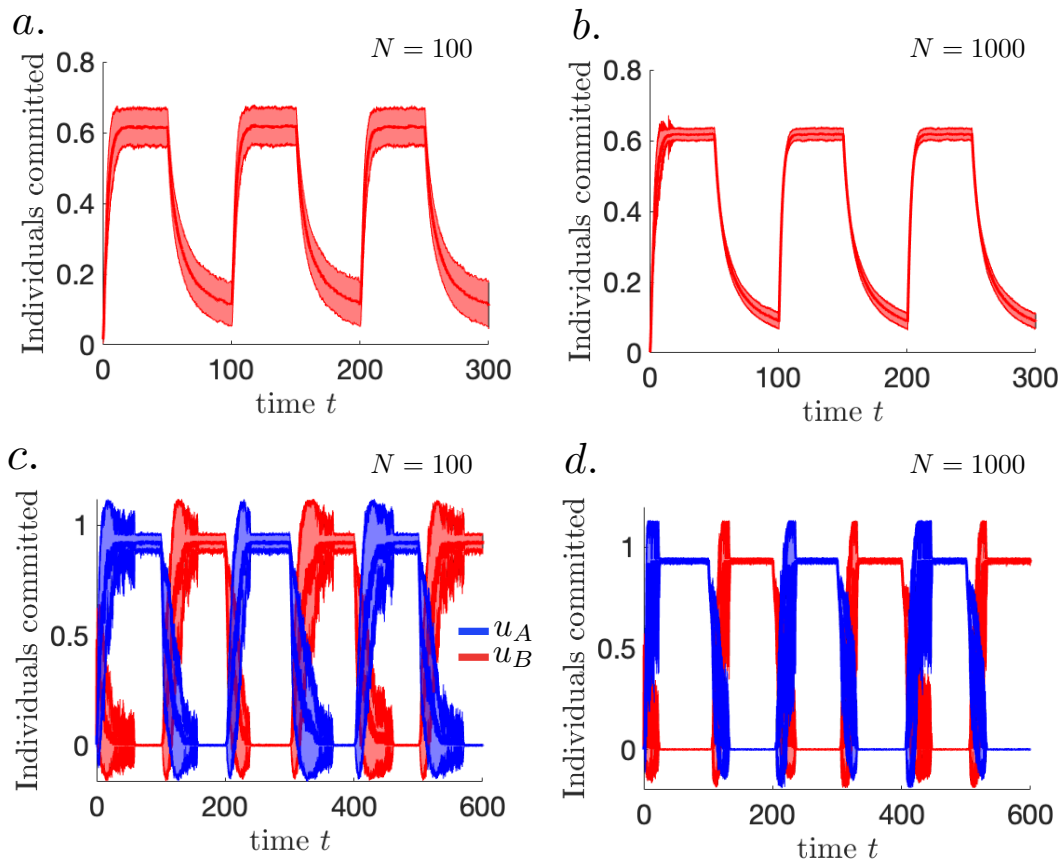 a.
N = 100
Individuals committed
0.8
0.6
0.4
0.2
0
0 100 200 300
time t
b.
N = 1000
Individuals committed
0.8
0.6
0.4
0.2
0
0 100 200 300
time t
c.
N = 100
Individuals committed
1
0.5
0
u_A
u_B
0 200 400 600
time t
d.
N = 1000
Individuals committed
1
0.5
0
0 200 400 600
time t